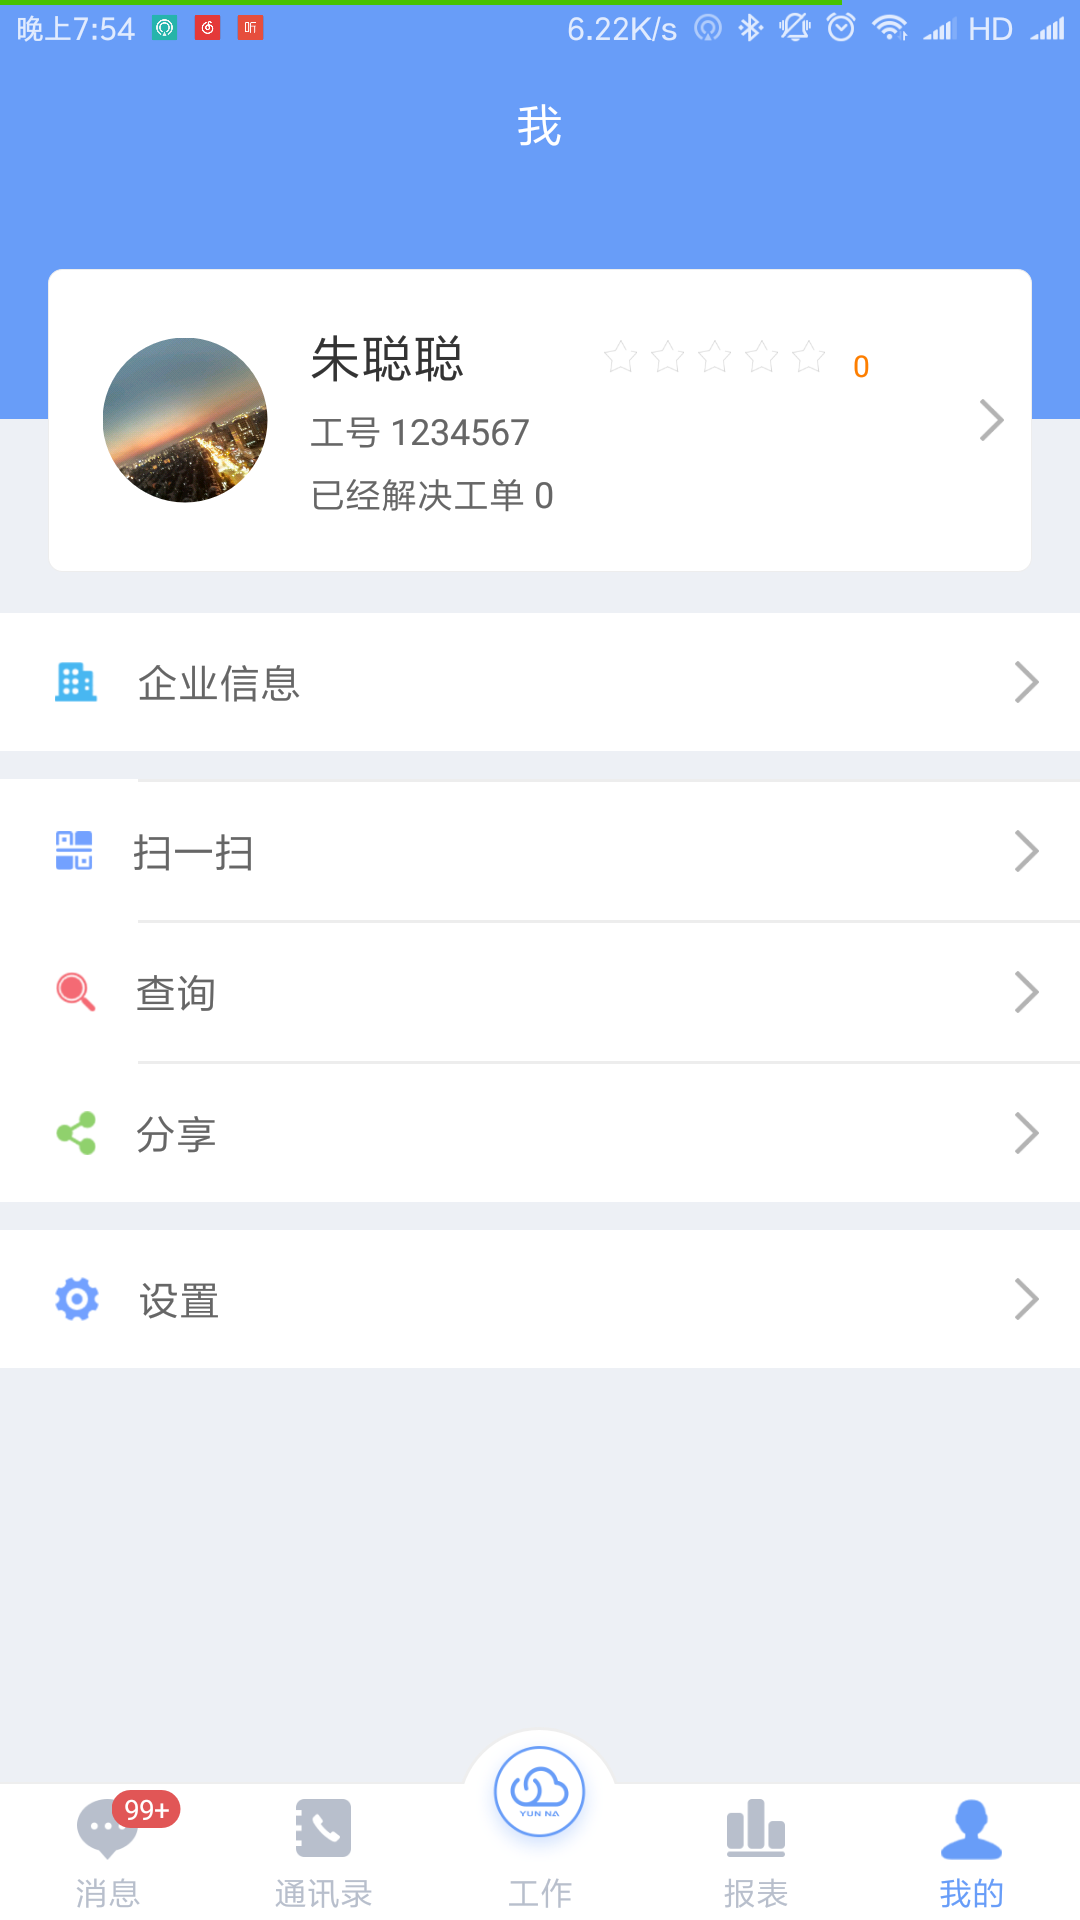 晚上7:54 听 6.22K/s HD
我
朱聪聪 0
工号 1234567
已经解决工单 0
企业信息
扫一扫
查询
分享
设置
99+
YUN NA
消息 通讯录 工作 报表 我的